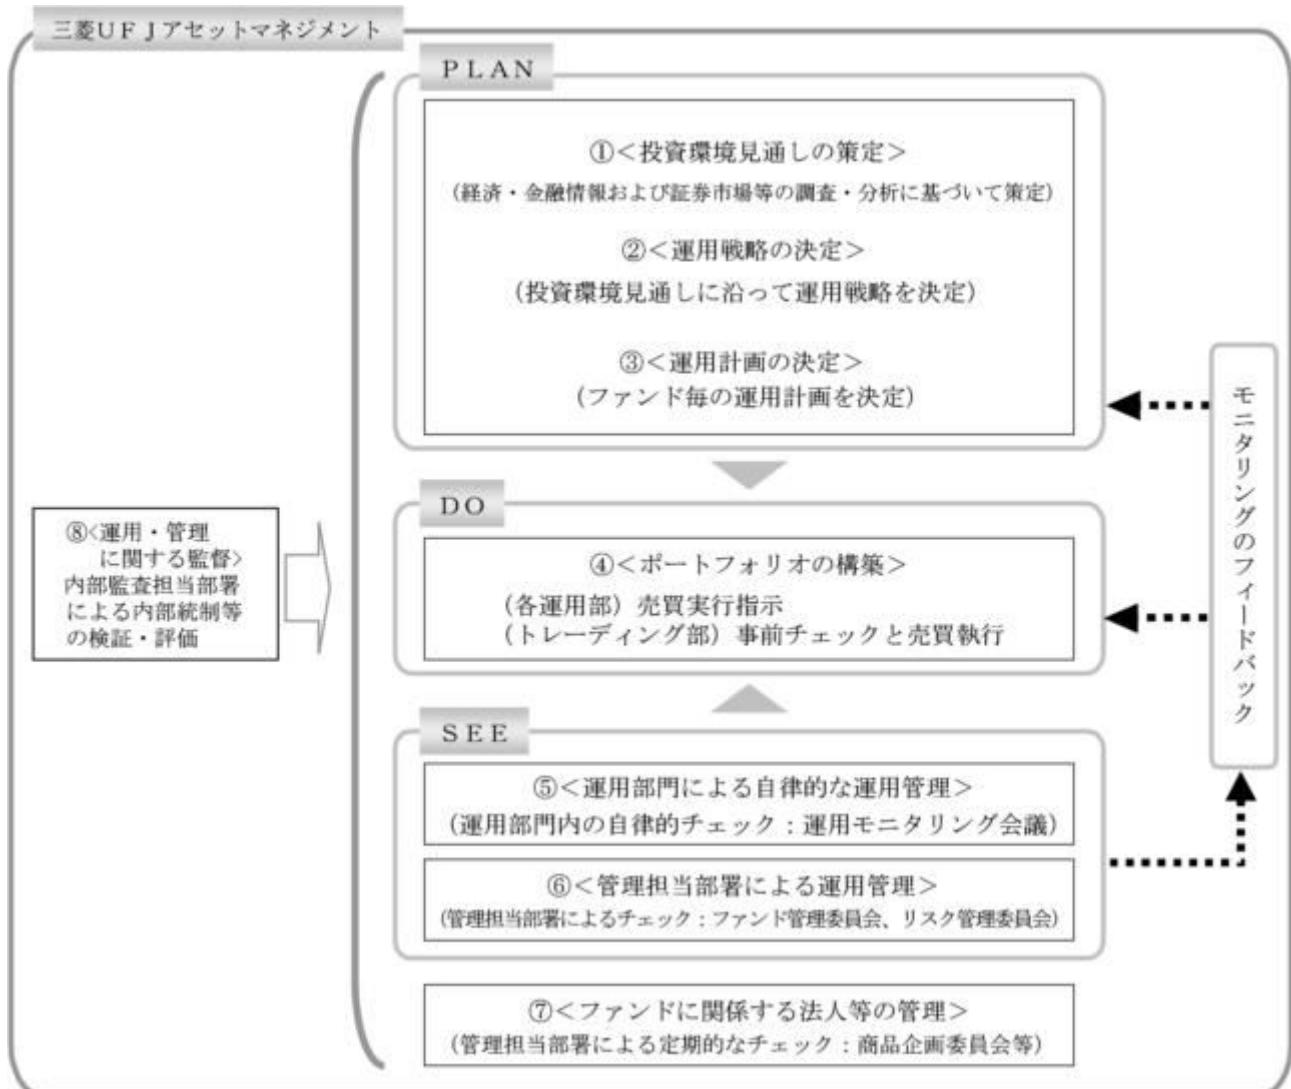 三菱UFJアセットマネジメント
PLAN
①<投資環境見通しの策定>
(経済・金融情報および証券市場等の調査・分析に基づいて策定)
②<運用戦略の決定>
(投資環境見通しに沿って運用戦略を決定)
③<運用計画の決定>
(ファンド毎の運用計画を決定)
DO
④<ポートフォリオの構築>
(各運用部)売買実行指示
(トレーディング部)事前チェックと売買執行
SEE
⑤<運用部門による自律的な運用管理>
(運用部門内の自律的チェック:運用モニタリング会議)
⑥<管理担当部署による運用管理>
(管理担当部署によるチェック:ファンド管理委員会、リスク管理委員会)
⑦<ファンドに関係する法人等の管理>
(管理担当部署による定期的なチェック:商品企画委員会等)
⑧<運用・管理
に関する監督>
内部監査担当部署
による内部統制等
の検証・評価
モニタリングのフィードバック